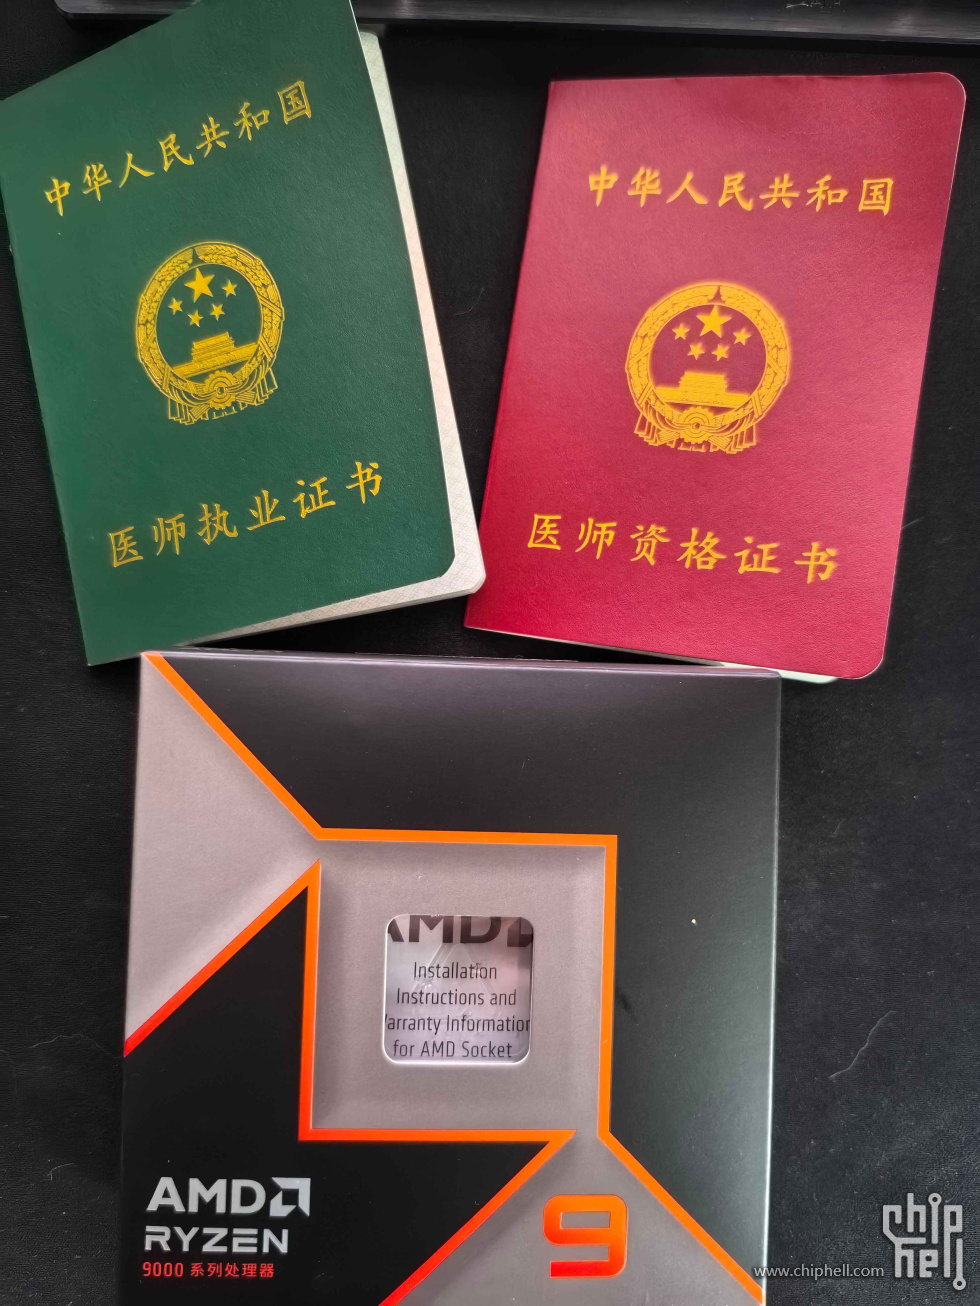 中华人民共和国
医师执业证书
中华人民共和国
医师资格证书
AMD
Installation
Instructions and
arranty Information
for AMD Socket
AMD
RYZEN
9000 系列处理器
9
chip
hell
www.chiphell.com